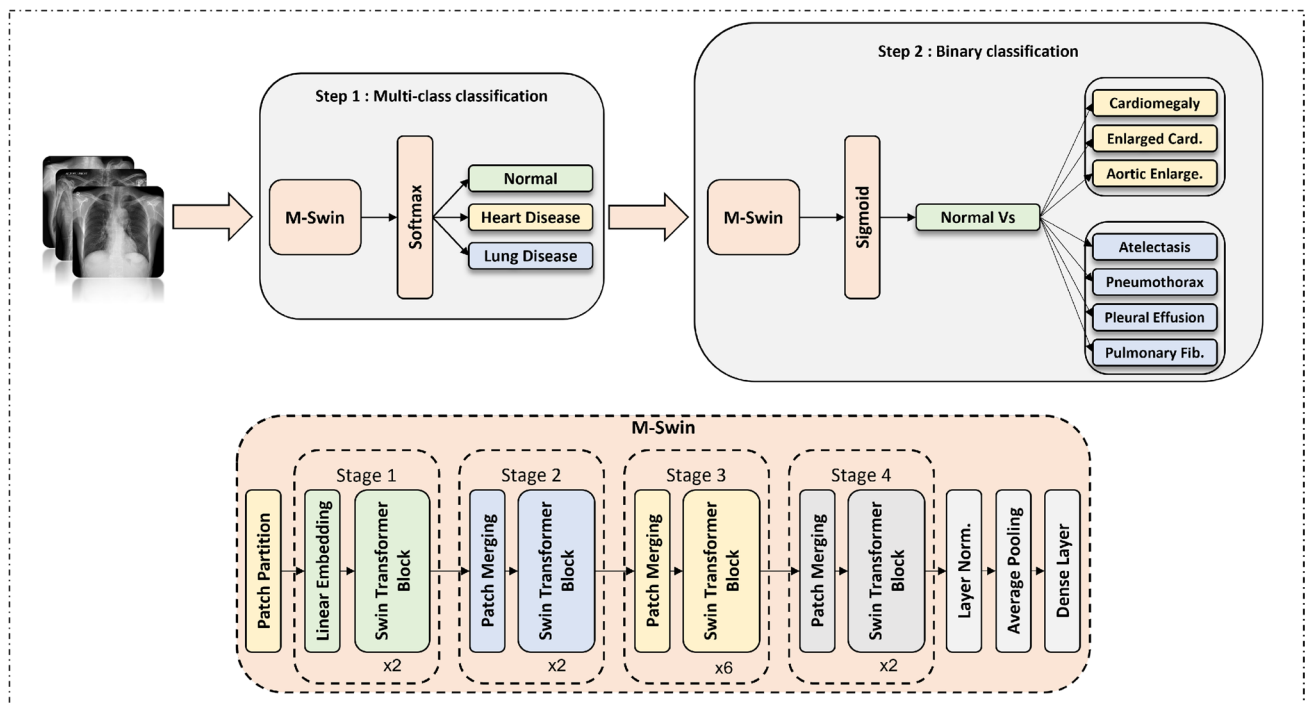 Step 1 : Multi-class classification
M-Swin
Softmax
Normal
Heart Disease
Lung Disease
Step 2 : Binary classification
M-Swin
Sigmoid
Normal Vs
Cardiomegaly
Enlarged Card.
Aortic Enlarge.
Atelectasis
Pneumothorax
Pleural Effusion
Pulmonary Fib.
M-Swin
Patch Partition
Stage 1
Linear Embedding
Swin Transformer
Block
x2
Stage 2
Patch Merging
Swin Transformer
Block
x2
Stage 3
Patch Merging
Swin Transformer
Block
x6
Stage 4
Patch Merging
Swin Transformer
Block
x2
Layer Norm.
Average Pooling
Dense Layer